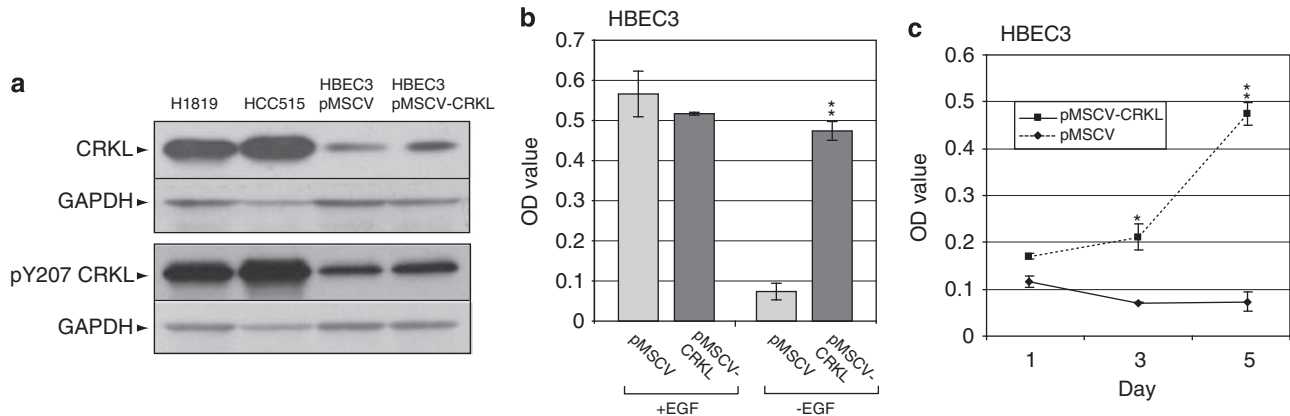 a
H1819
HCC515
HBEC3
pMSCV
HBEC3
pMSCV-CRKL
CRKL
GAPDH
pY207 CRKL
GAPDH
b
HBEC3
0.7
0.6
0.5
0.4
0.3
0.2
0.1
0
OD value
**
pMSCV
pMSCV-
CRKL
pMSCV
pMSCV-
CRKL
+EGF
-EGF
c
HBEC3
0.6
0.5
0.4
0.3
0.2
0.1
0
OD value
pMSCV-CRKL
pMSCV
*
**
1
3
5
Day